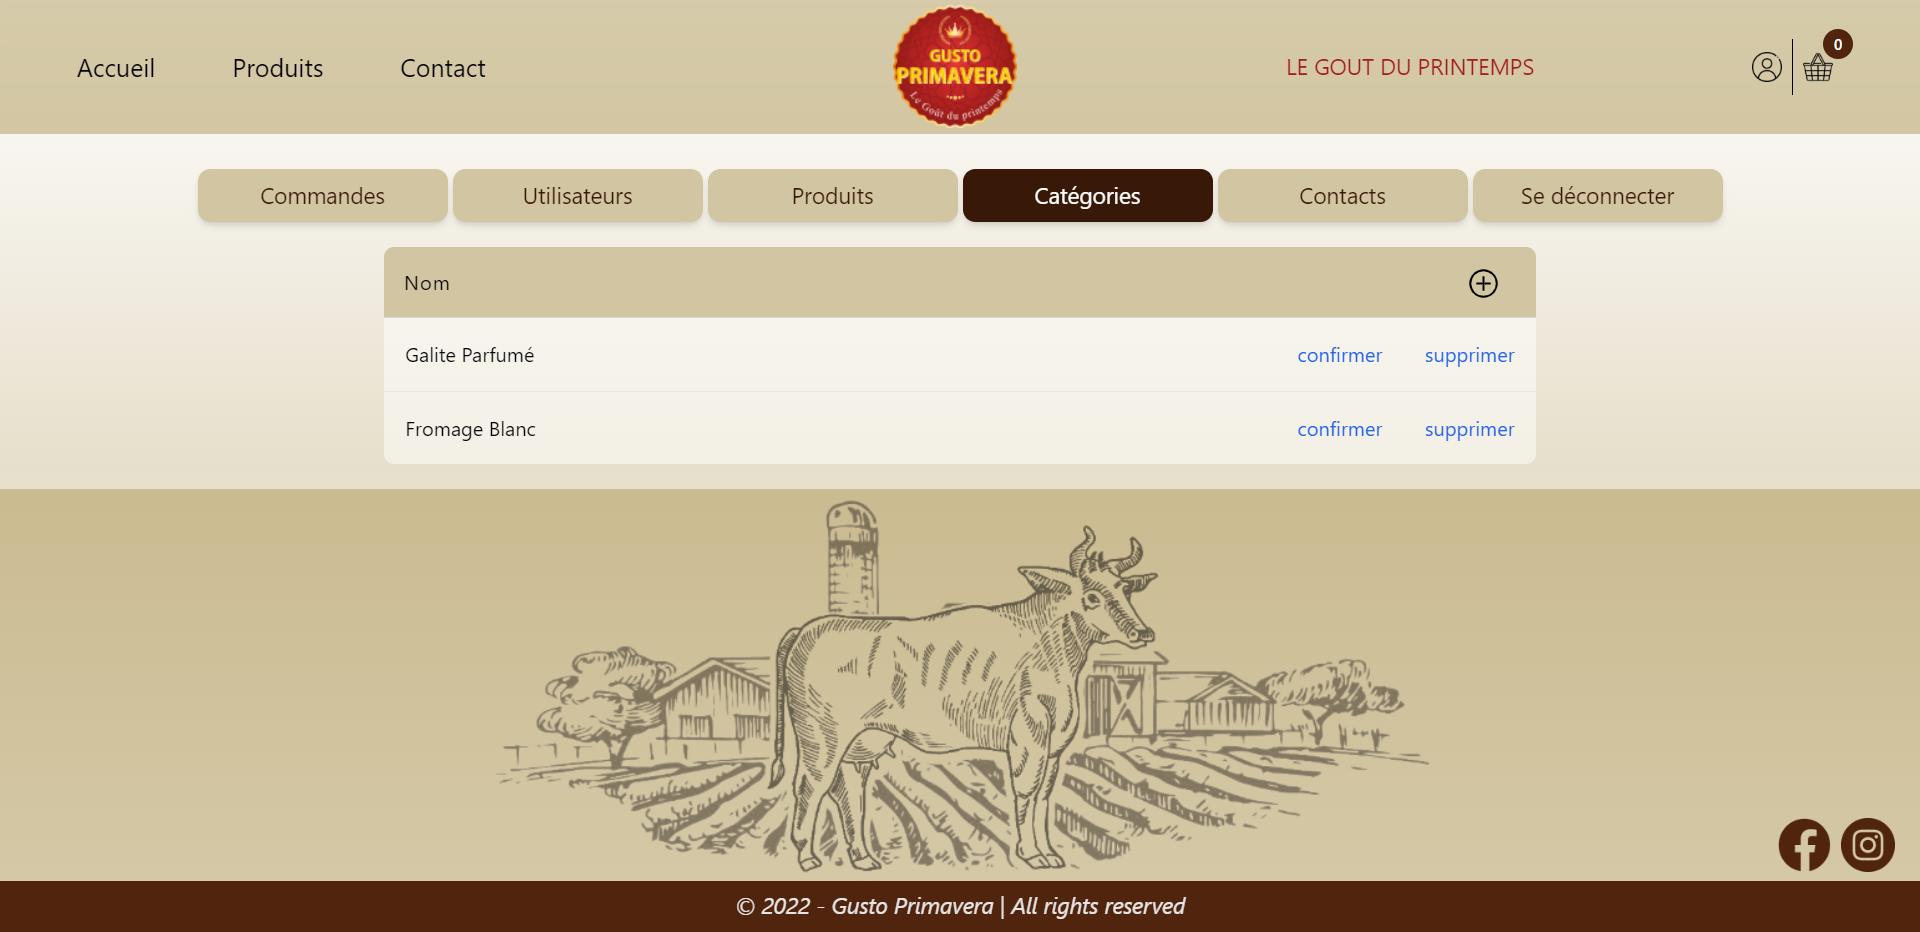 Accueil
Produits
Contact
GUSTO
PRIMAVERA
Le Goût du printemps
LE GOUT DU PRINTEMPS
0
Commandes
Utilisateurs
Produits
Catégories
Contacts
Se déconnecter
Nom
Galite Parfumé confirmer supprimer
Fromage Blanc confirmer supprimer
© 2022 - Gusto Primavera | All rights reserved